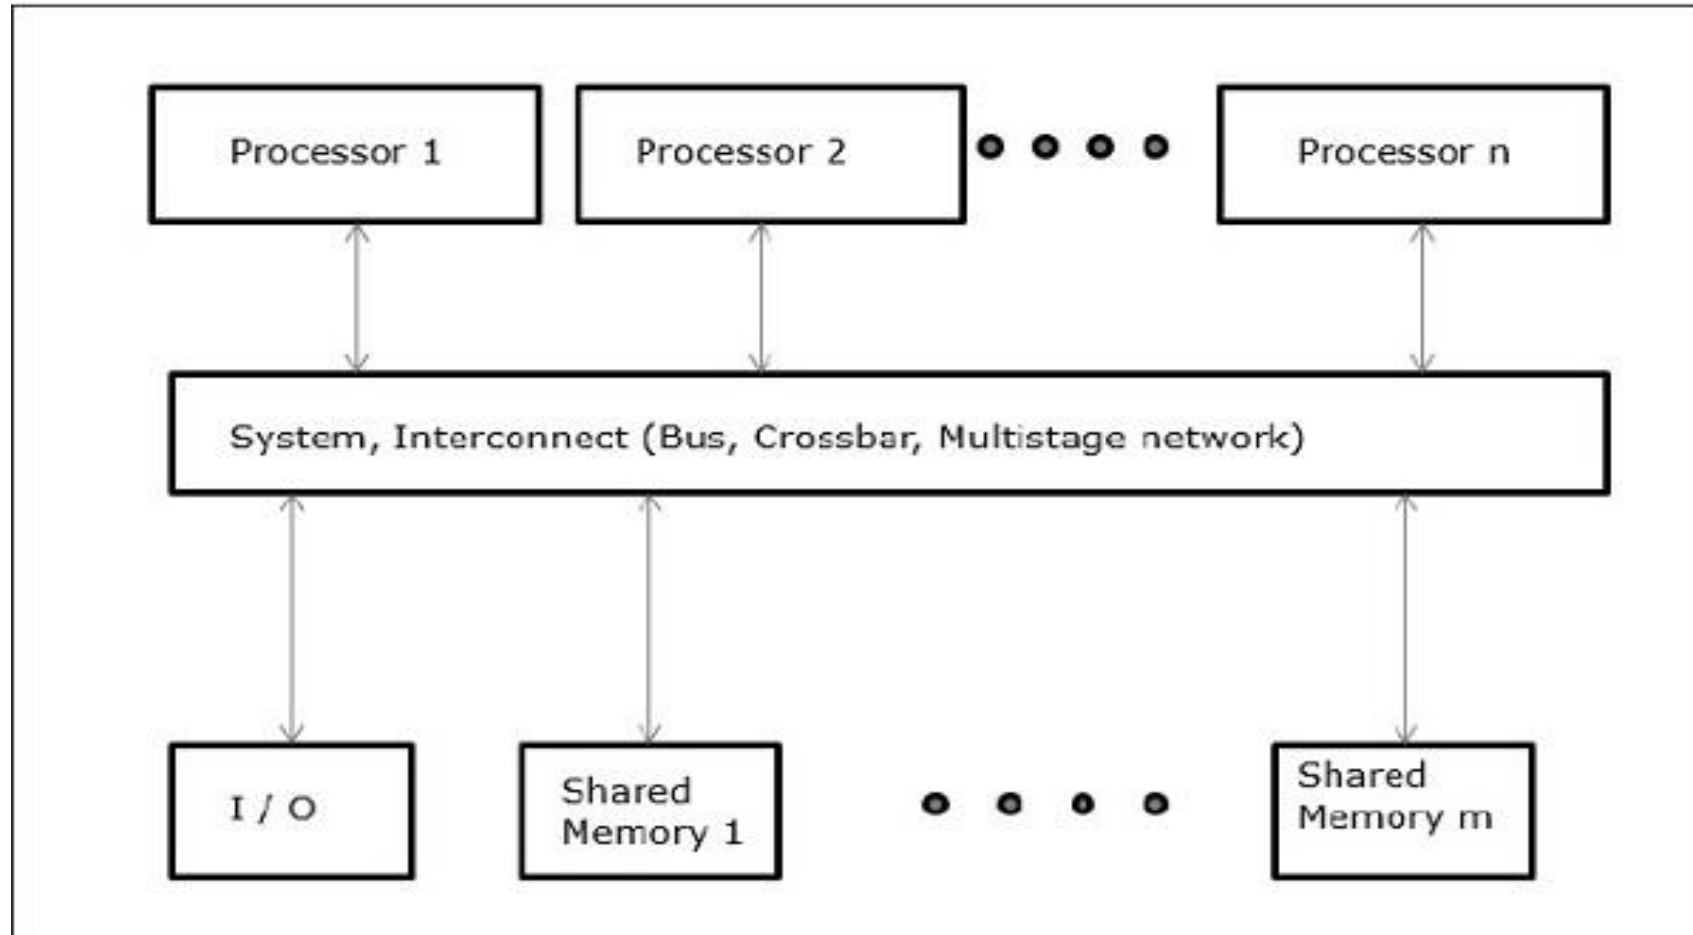 Processor 1
Processor 2
Processor n
System, Interconnect (Bus, Crossbar, Multistage network)
I / O
Shared
Memory 1
Shared
Memory m